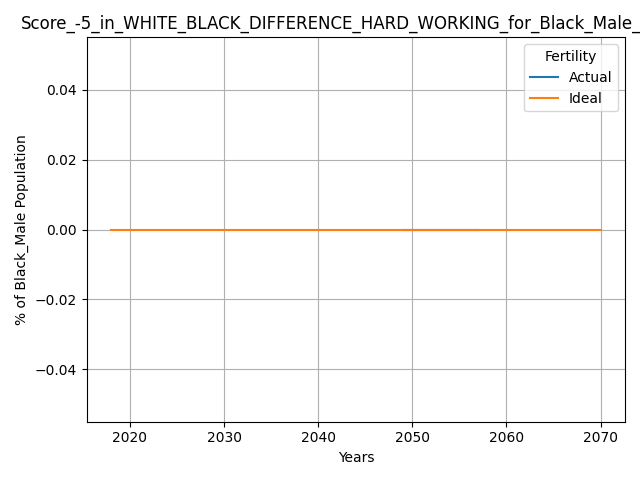 Score_-5_in_WHITE_BLACK_DIFFERENCE_HARD_WORKING_for_Black_Male_
Fertility
Actual
Ideal
% of Black_Male Population
0.04
0.02
0.00
−0.02
−0.04
2020 2030 2040 2050 2060 2070
Years